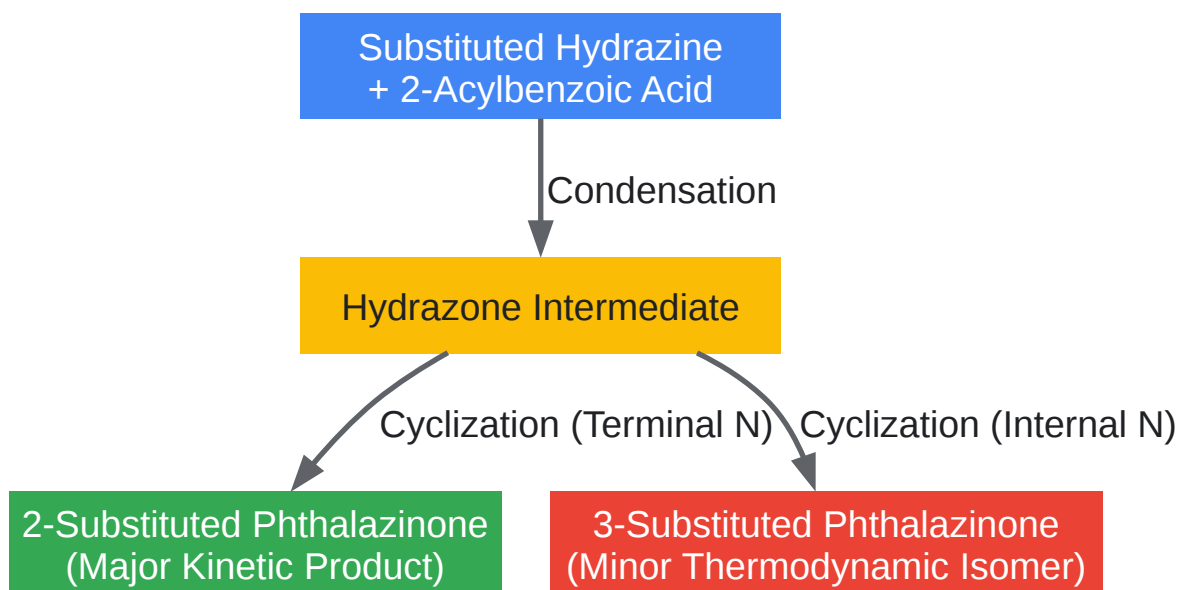 Substituted Hydrazine
+ 2-Acylbenzoic Acid
Condensation
Hydrazone Intermediate
Cyclization (Terminal N)
Cyclization (Internal N)
2-Substituted Phthalazinone
(Major Kinetic Product)
3-Substituted Phthalazinone
(Minor Thermodynamic Isomer)